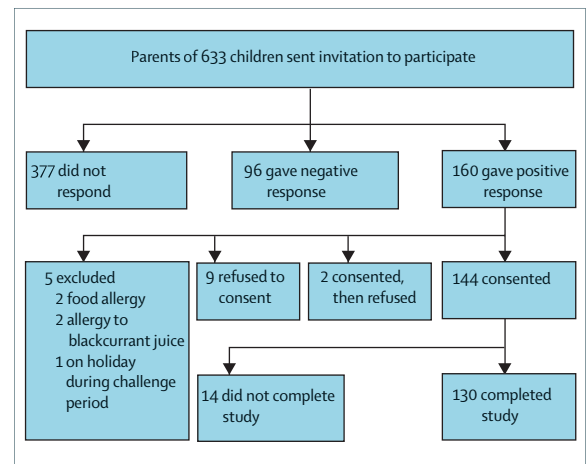 Parents of 633 children sent invitation to participate
377 did not
respond
96 gave negative
response
160 gave positive
response
5 excluded
2 food allergy
2 allergy to
blackcurrant juice
1 on holiday
during challenge
period
9 refused to
consent
2 consented,
then refused
144 consented
14 did not complete
study
130 completed
study